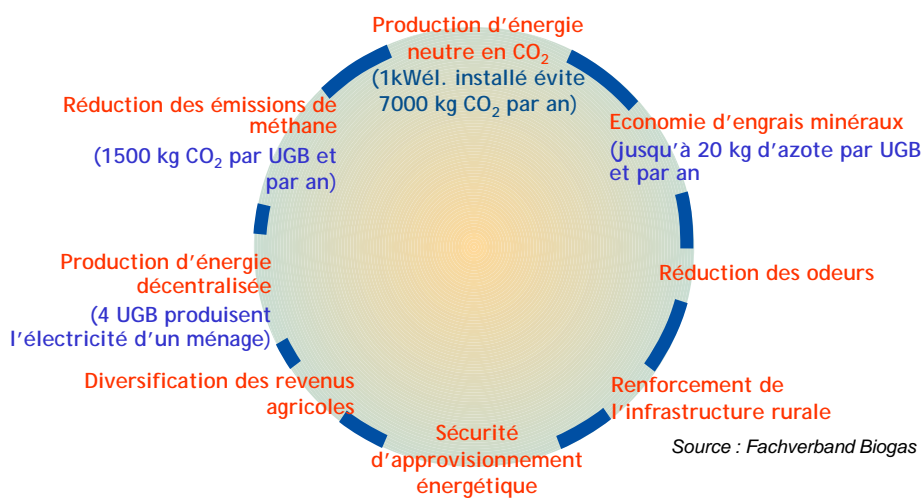 Production d'énergie
neutre en CO₂
(1kWél. installé évite
7000 kg CO₂ par an)
Economie d'engrais minéraux
(jusqu'à 20 kg d'azote par UGB
et par an
Réduction des odeurs
Renforcement de
l'infrastructure rurale
Sécurité
d'approvisionnement
énergétique
Diversification des revenus
agricoles
Production d'énergie
décentralisée
(4 UGB produisent
l'électricité d'un ménage)
Réduction des émissions de
méthane
(1500 kg CO₂ par UGB et
par an)
Source : Fachverband Biogas